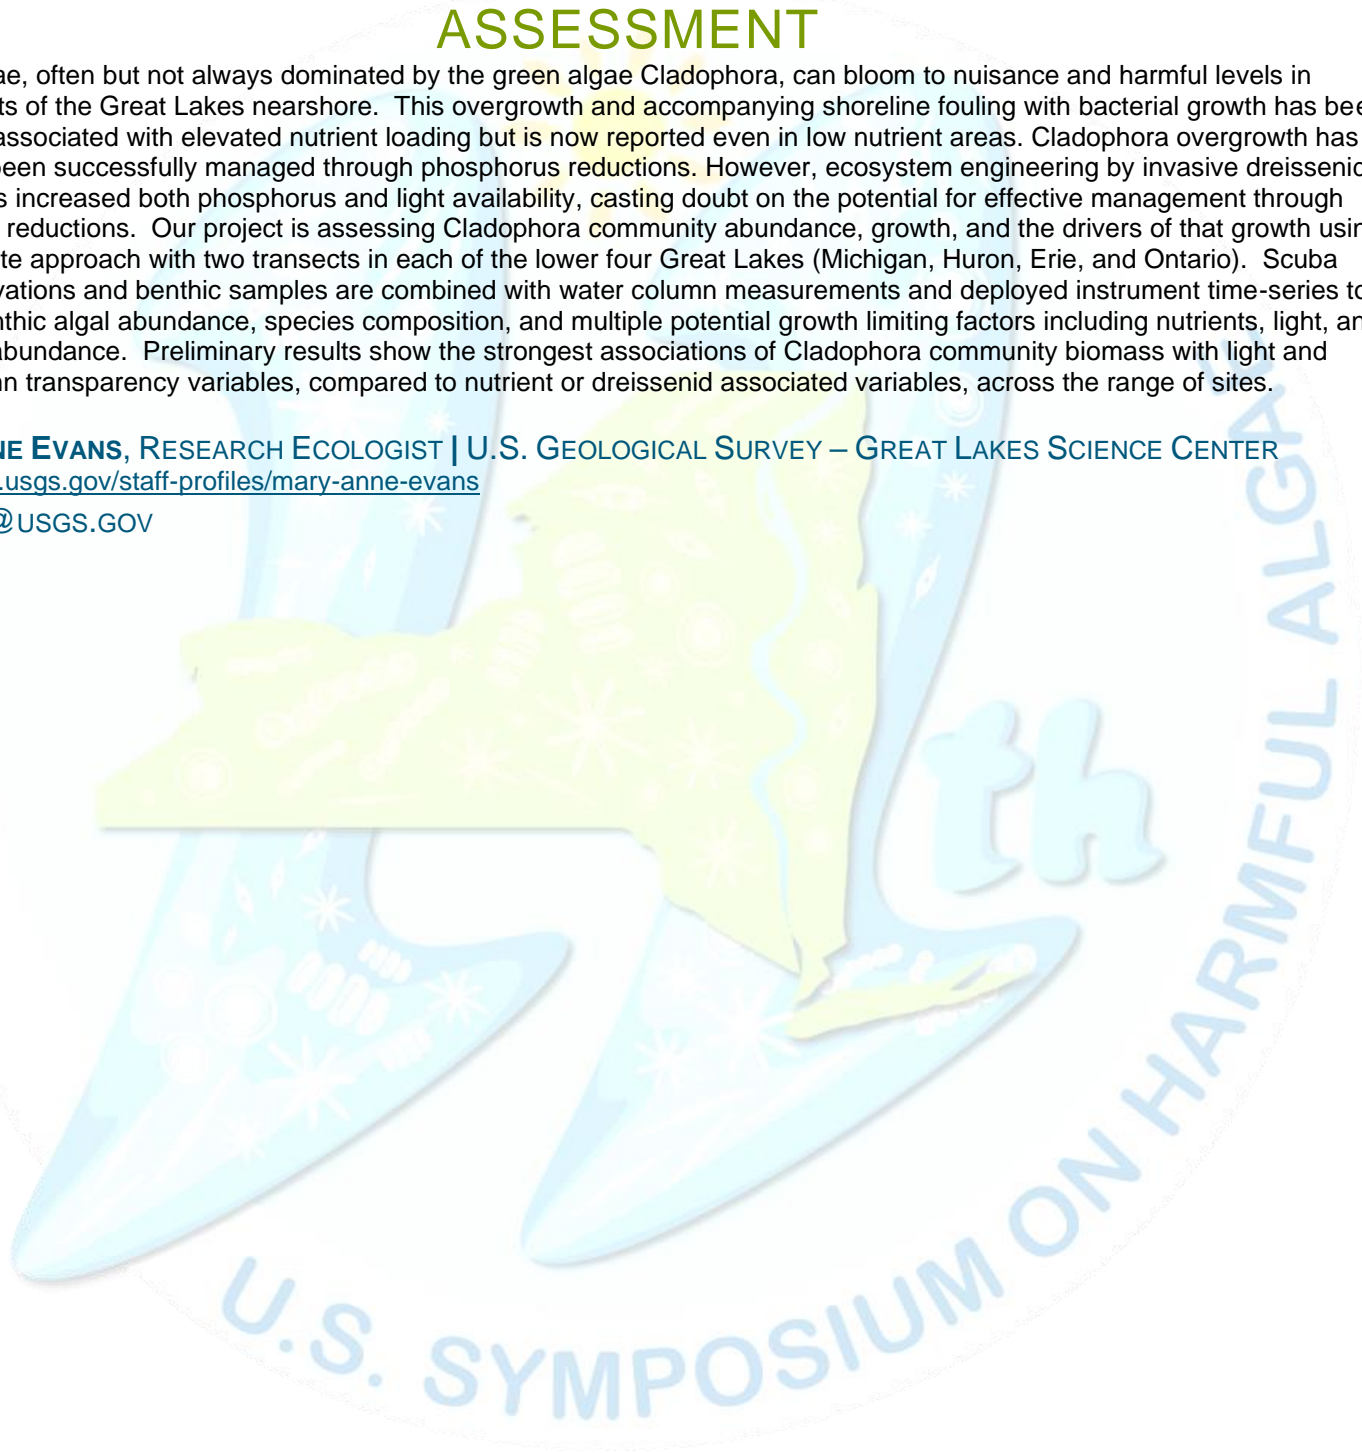 ASSESSMENT
ae, often but not always dominated by the green algae Cladophora, can bloom to nuisance and harmful levels in
ts of the Great Lakes nearshore. This overgrowth and accompanying shoreline fouling with bacterial growth has bee
associated with elevated nutrient loading but is now reported even in low nutrient areas. Cladophora overgrowth has
been successfully managed through phosphorus reductions. However, ecosystem engineering by invasive dreissenid
s increased both phosphorus and light availability, casting doubt on the potential for effective management through
reductions. Our project is assessing Cladophora community abundance, growth, and the drivers of that growth usin
te approach with two transects in each of the lower four Great Lakes (Michigan, Huron, Erie, and Ontario). Scuba
vations and benthic samples are combined with water column measurements and deployed instrument time-series to
nthic algal abundance, species composition, and multiple potential growth limiting factors including nutrients, light, an
abundance. Preliminary results show the strongest associations of Cladophora community biomass with light and
nn transparency variables, compared to nutrient or dreissenid associated variables, across the range of sites.
NE EVANS, RESEARCH ECOLOGIST | U.S. GEOLOGICAL SURVEY – GREAT LAKES SCIENCE CENTER
.usgs.gov/staff-profiles/mary-anne-evans
@USGS.GOV
th
U.S. SYMPOSIUM ON HARMFUL ALGAE